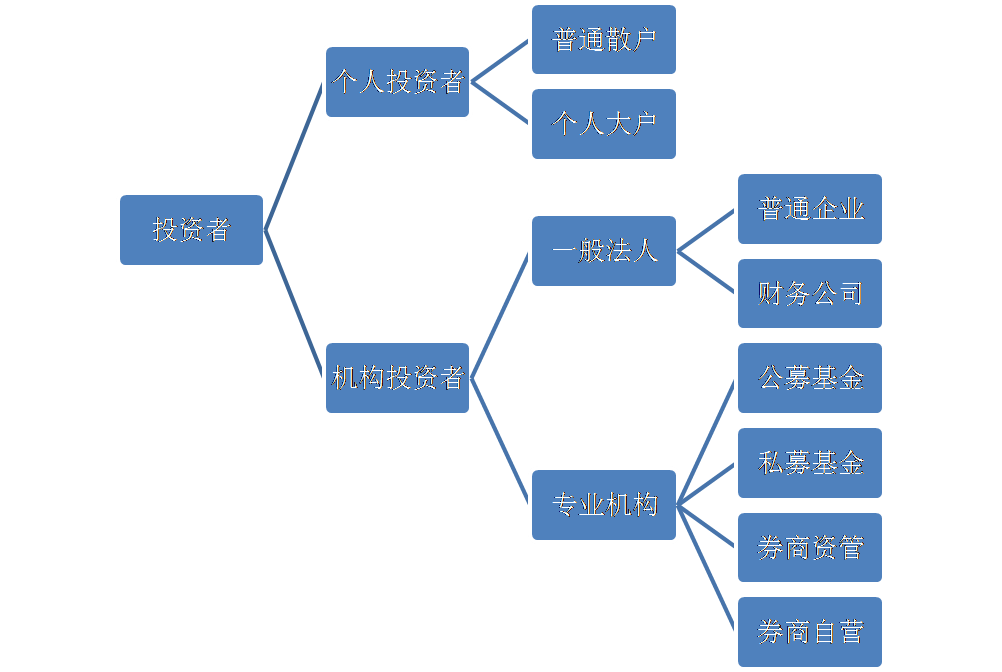 投资者
个人投资者
普通散户
个人大户
机构投资者
一般法人
普通企业
财务公司
专业机构
公募基金
私募基金
券商资管
券商自营